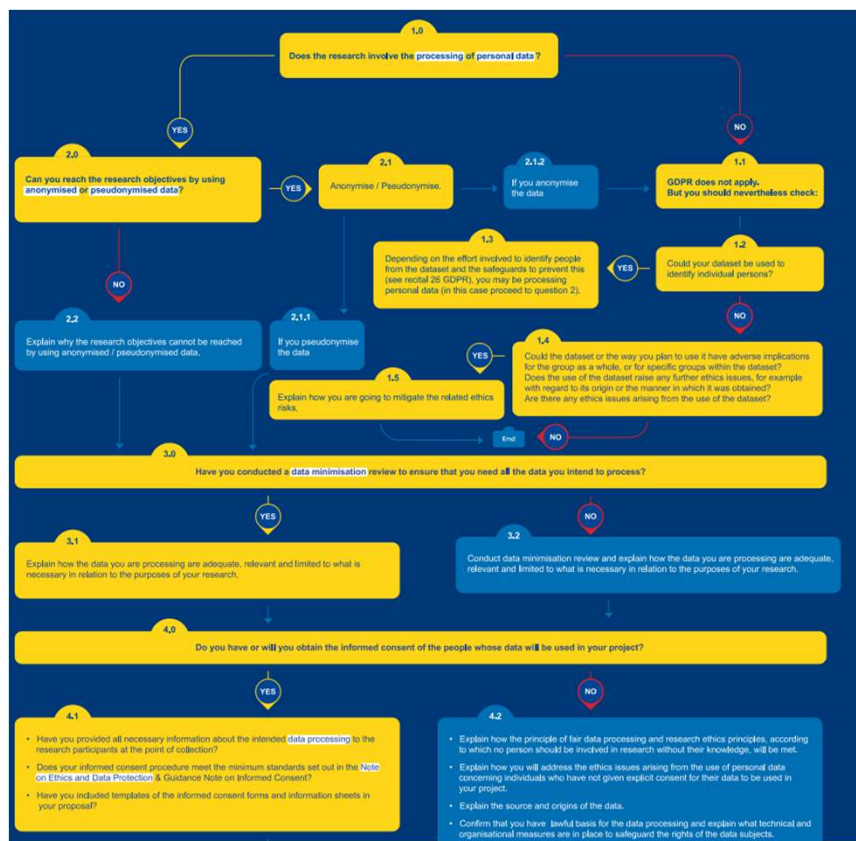 1.0
Does the research involve the processing of personal data?
YES
NO
2.0
Can you reach the research objectives by using
anonymised or pseudonymised data?
YES
2.1
Anonymise / Pseudonymise.
2.1.2
If you anonymise
the data
1.1
GDPR does not apply.
But you should nevertheless check:
1.3
Depending on the effort involved to identify people
from the dataset and the safeguards to prevent this
(see recital 26 GDPR), you may be processing
personal data (in this case proceed to question 2).
YES
1.2
Could your dataset be used to
identify individual persons?
NO
NO
2.2
Explain why the research objectives cannot be reached
by using anonymised / pseudonymised data.
2.1.1
If you pseudonymise
the data
YES
1.4
Could the dataset or the way you plan to use it have adverse implications
for the group as a whole, or for specific groups within the dataset?
Does the use of the dataset raise any further ethics issues, for example
with regard to its origin or the manner in which it was obtained?
Are there any ethics issues arising from the use of the dataset?
1.5
Explain how you are going to mitigate the related ethics
risks.
End
NO
3.0
Have you conducted a data minimisation review to ensure that you need all the data you intend to process?
YES
NO
3.1
Explain how the data you are processing are adequate, relevant and limited to what is
necessary in relation to the purposes of your research.
3.2
Conduct data minimisation review and explain how the data you are processing are adequate,
relevant and limited to what is necessary in relation to the purposes of your research.
4.0
Do you have or will you obtain the informed consent of the people whose data will be used in your project?
YES
NO
4.1
• Have you provided all necessary information about the intended data processing to the
research participants at the point of collection?
• Does your informed consent procedure meet the minimum standards set out in the Note
on Ethics and Data Protection & Guidance Note on Informed Consent?
• Have you included templates of the informed consent forms and information sheets in
your proposal?
4.2
• Explain how the principle of fair data processing and research ethics principles, according
to which no person should be involved in research without their knowledge, will be met.
• Explain how you will address the ethics issues arising from the use of personal data
concerning individuals who have not given explicit consent for their data to be used in
your project.
• Explain the source and origins of the data.
• Confirm that you have lawful basis for the data processing and explain what technical and
organisational measures are in place to safeguard the rights of the data subjects.